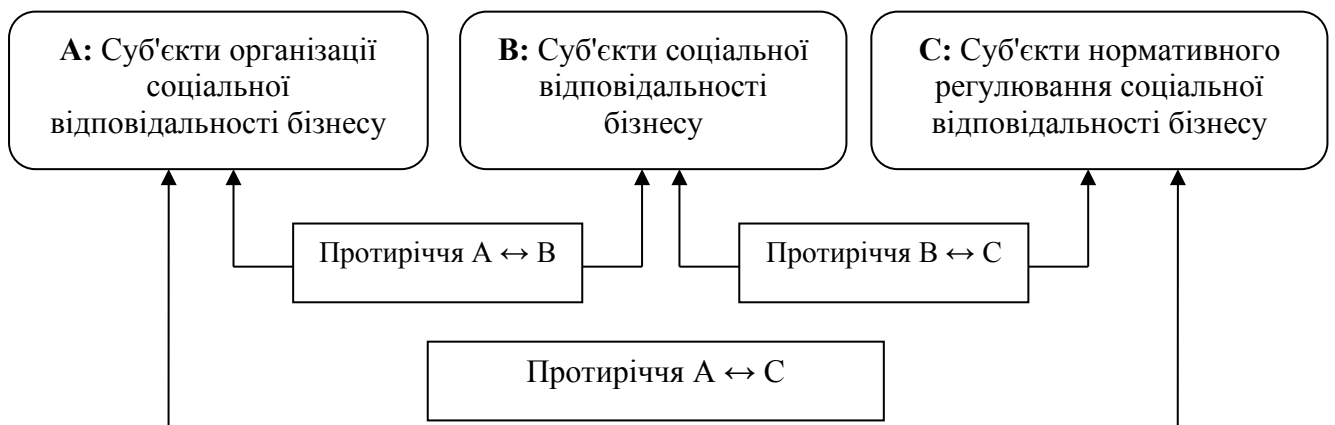 A: Суб'єкти організації
соціальної
відповідальності бізнесу
B: Суб'єкти соціальної
відповідальності
бізнесу
C: Суб'єкти нормативного
регулювання соціальної
відповідальності бізнесу
Протиріччя A ↔ B
Протиріччя B ↔ C
Протиріччя A ↔ C